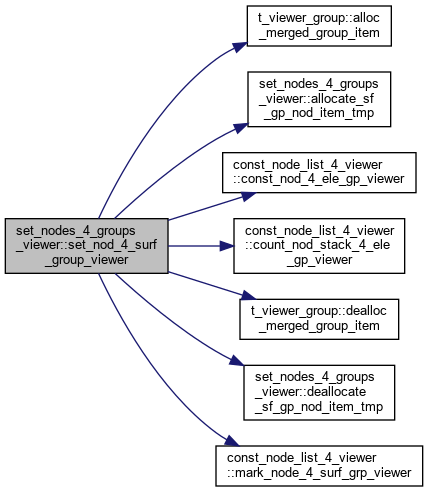 t_viewer_group::alloc
_merged_group_item
set_nodes_4_groups
_viewer::allocate_sf
_gp_nod_item_tmp
const_node_list_4_viewer
::const_nod_4_ele_gp_viewer
set_nodes_4_groups
_viewer::set_nod_4_surf
_group_viewer
const_node_list_4_viewer
::count_nod_stack_4_ele
_gp_viewer
t_viewer_group::dealloc
_merged_group_item
set_nodes_4_groups
_viewer::deallocate
_sf_gp_nod_item_tmp
const_node_list_4_viewer
::mark_node_4_surf_grp_viewer